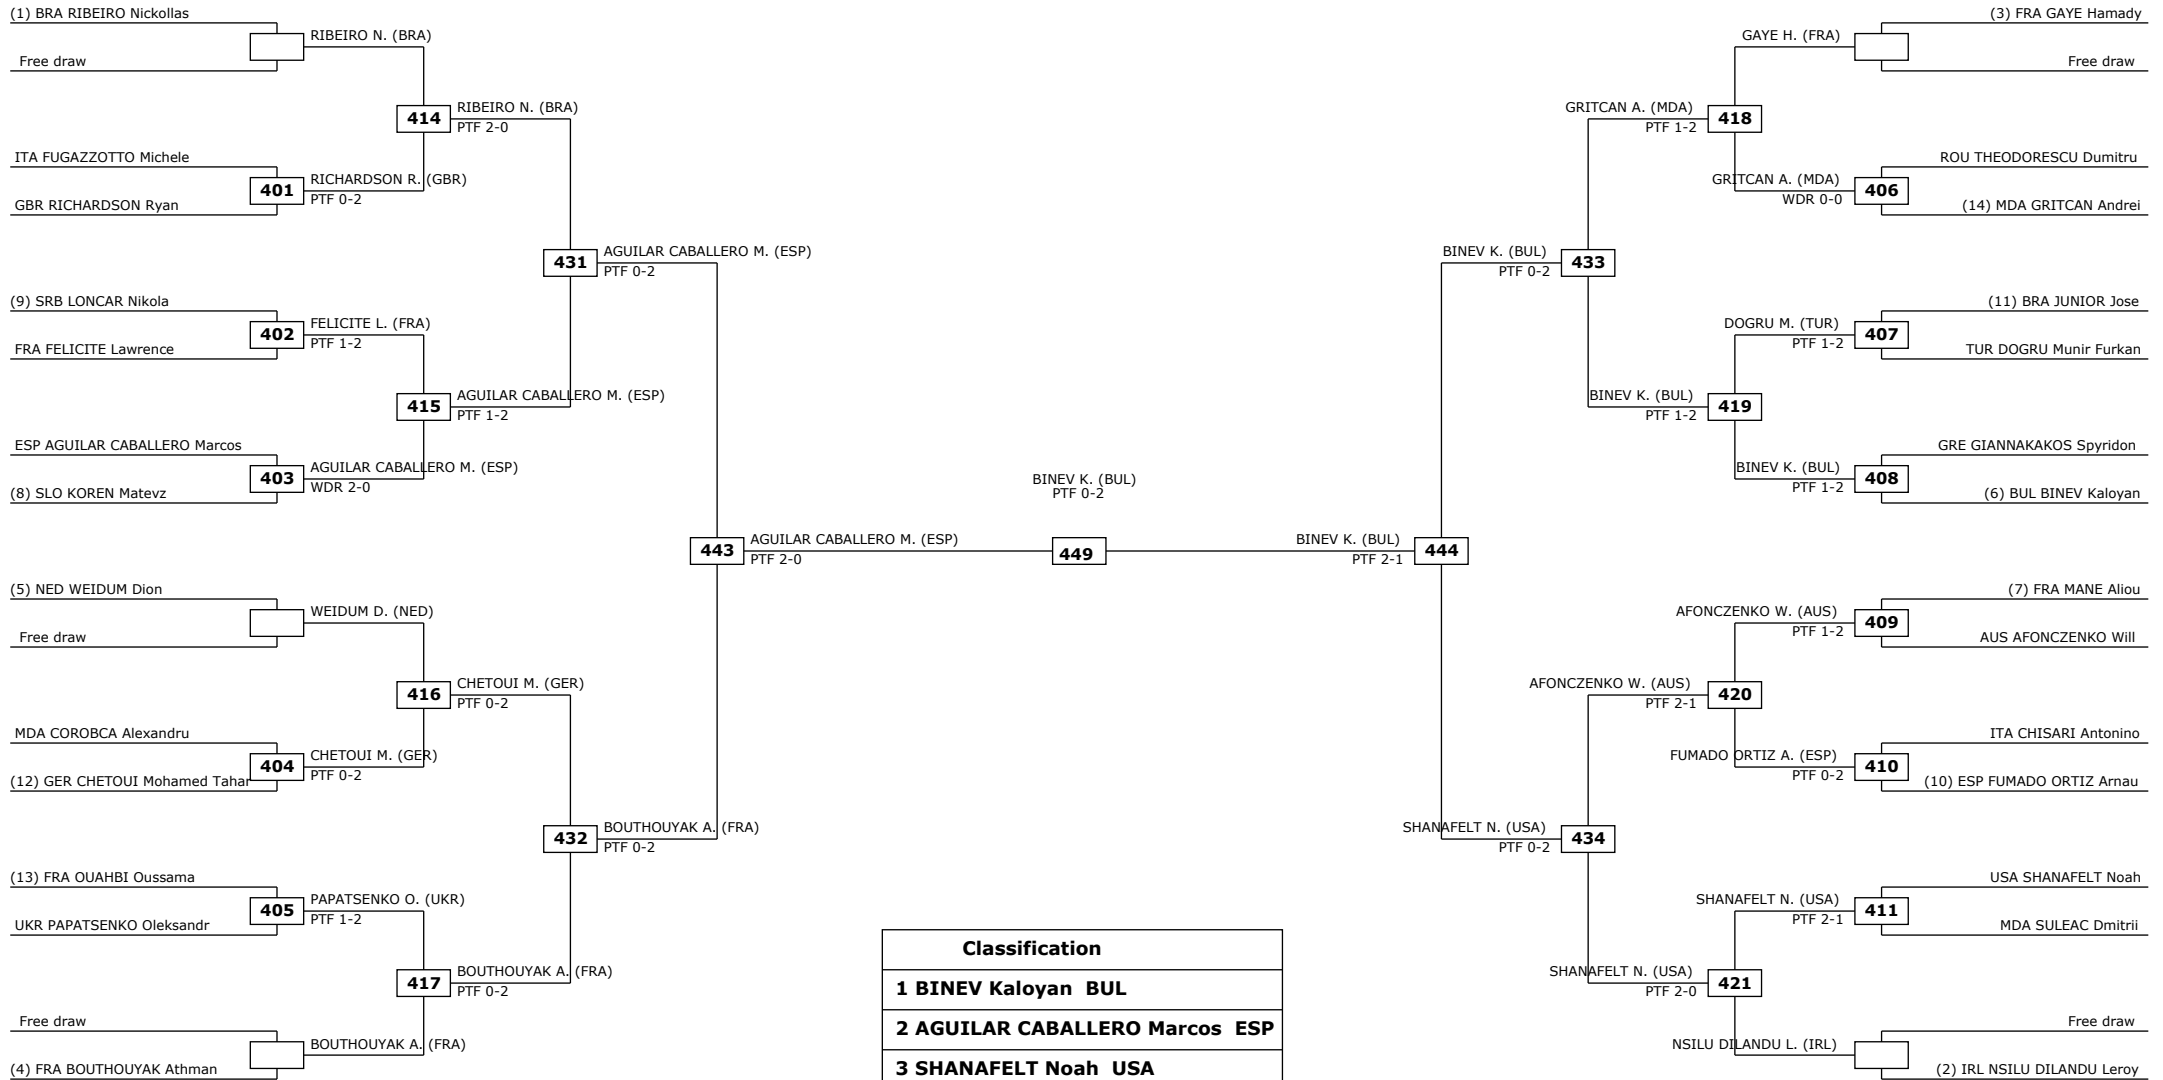 (1) BRA RIBEIRO Nickollas
RIBEIRO N. (BRA)
Free draw
RIBEIRO N. (BRA)
414
PTF 2-0
ITA FUGAZZOTTO Michele
401
RICHARDSON R. (GBR)
PTF 0-2
GBR RICHARDSON Ryan
431
AGUILAR CABALLERO M. (ESP)
PTF 0-2
(9) SRB LONCAR Nikola
402
FELICITE L. (FRA)
PTF 1-2
FRA FELICITE Lawrence
415
AGUILAR CABALLERO M. (ESP)
PTF 1-2
ESP AGUILAR CABALLERO Marcos
403
AGUILAR CABALLERO M. (ESP)
WDR 2-0
(8) SLO KOREN Matevz
443
AGUILAR CABALLERO M. (ESP)
PTF 2-0
(5) NED WEIDUM Dion
WEIDUM D. (NED)
Free draw
416
CHETOUI M. (GER)
PTF 0-2
MDA COROBCA Alexandru
404
CHETOUI M. (GER)
PTF 0-2
(12) GER CHETOUI Mohamed Tahar
432
BOUTHOUYAK A. (FRA)
PTF 0-2
(13) FRA OUAHBI Oussama
405
PAPATSENKO O. (UKR)
PTF 1-2
UKR PAPATSENKO Oleksandr
417
BOUTHOUYAK A. (FRA)
PTF 0-2
Free draw
BOUTHOUYAK A. (FRA)
(4) FRA BOUTHOUYAK Athman
BINEV K. (BUL)
PTF 0-2
449
(3) FRA GAYE Hamady
GAYE H. (FRA)
Free draw
GRITCAN A. (MDA)
PTF 1-2
418
ROU THEODORESCU Dumitru
GRITCAN A. (MDA)
WDR 0-0
406
(14) MDA GRITCAN Andrei
BINEV K. (BUL)
PTF 0-2
433
(11) BRA JUNIOR Jose
DOGRU M. (TUR)
PTF 1-2
407
TUR DOGRU Munir Furkan
BINEV K. (BUL)
PTF 1-2
419
GRE GIANNAKAKOS Spyridon
BINEV K. (BUL)
PTF 1-2
408
(6) BUL BINEV Kaloyan
BINEV K. (BUL)
PTF 2-1
444
(7) FRA MANE Aliou
AFONCZENKO W. (AUS)
PTF 1-2
409
AUS AFONCZENKO Will
AFONCZENKO W. (AUS)
PTF 2-1
420
ITA CHISARI Antonino
FUMADO ORTIZ A. (ESP)
PTF 0-2
410
(10) ESP FUMADO ORTIZ Arnau
SHANAFELT N. (USA)
PTF 0-2
434
USA SHANAFELT Noah
SHANAFELT N. (USA)
PTF 2-1
411
MDA SULEAC Dmitrii
SHANAFELT N. (USA)
PTF 2-0
421
Free draw
NSILU DILANDU L. (IRL)
(2) IRL NSILU DILANDU Leroy
Classification
1 BINEV Kaloyan BUL
2 AGUILAR CABALLERO Marcos ESP
3 SHANAFELT Noah USA